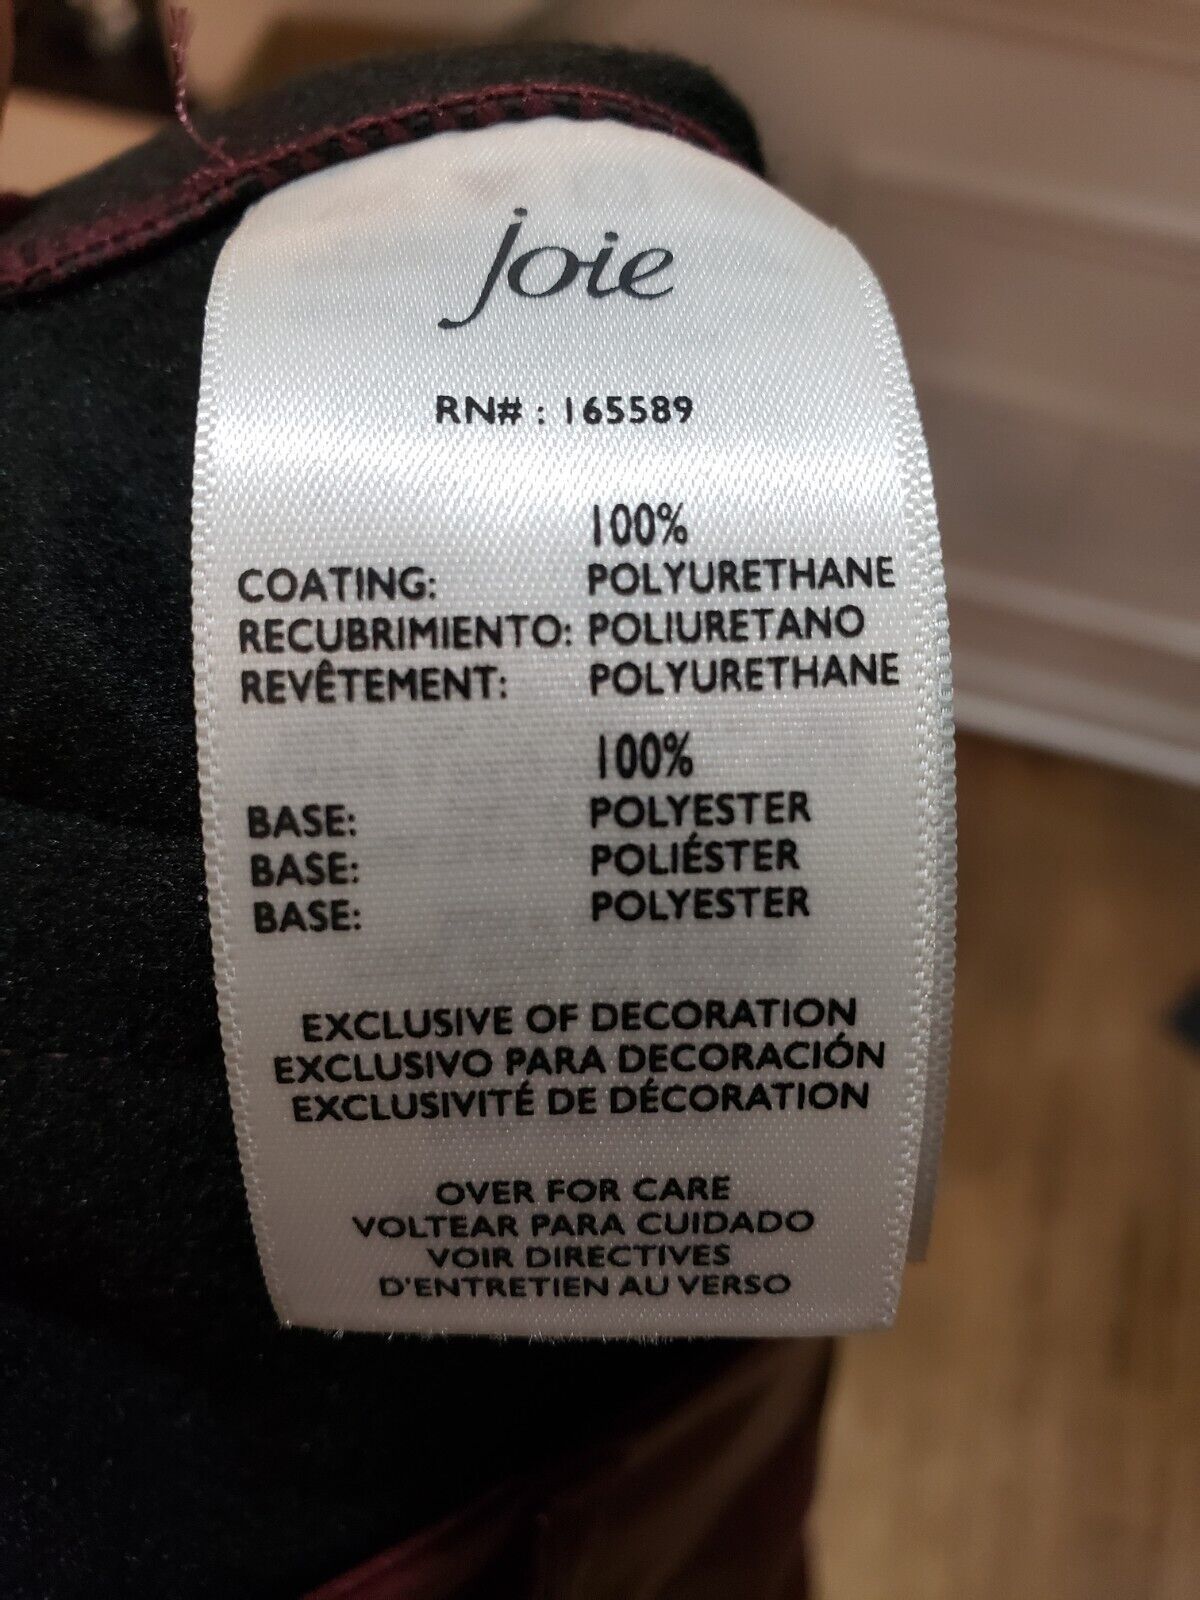 joie
RN# : 165589
100%
COATING: POLYURETHANE
RECUBRIMIENTO: POLIURETANO
REVÊTEMENT: POLYURETHANE
100%
BASE: POLYESTER
BASE: POLIÉSTER
BASE: POLYESTER
EXCLUSIVE OF DECORATION
EXCLUSIVO PARA DECORACIÓN
EXCLUSIVITÉ DE DÉCORATION
OVER FOR CARE
VOLTEAR PARA CUIDADO
VOIR DIRECTIVES
D'ENTRETIEN AU VERSO